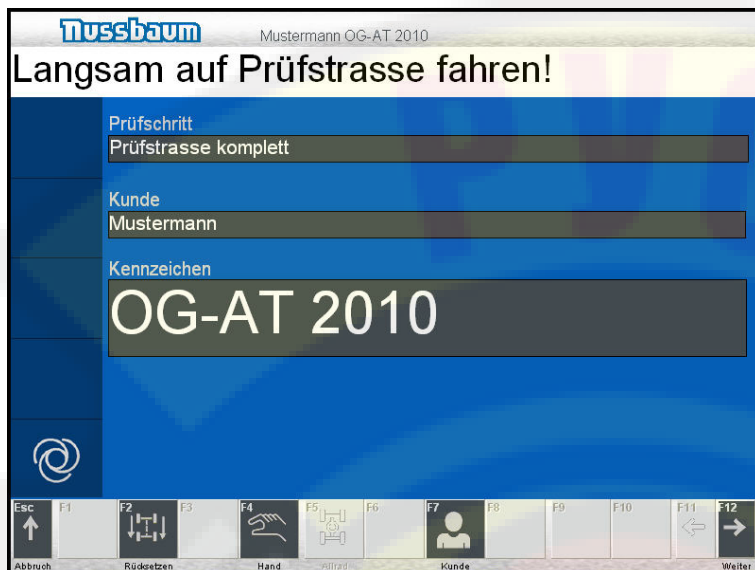 Nussbaum
Mustermann OG-AT 2010
Langsam auf Prüfstrasse fahren!
Prüfschritt
Prüfstrasse komplett
Kunde
Mustermann
Kennzeichen
OG-AT 2010
Esc F1 F2 F3 F4 F5 F6 F7 F8 F9 F10 F11 F12
Abbruch Rücksetzen Hand Allrad Kunde Weiter